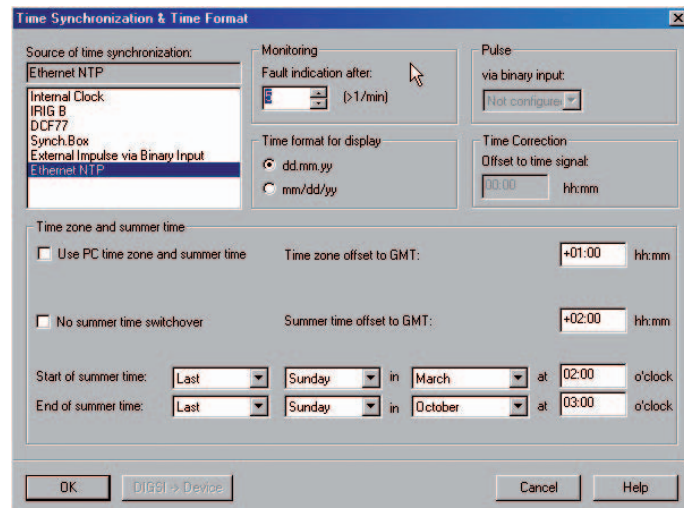 Time Synchronization & Time Format
Source of time synchronization:
Ethernet NTP
Internal Clock
IRIG B
DCF77
Synch.Box
External Impulse via Binary Input
Ethernet NTP
Monitoring
Fault indication after:
5 (>1/min)
Time format for display
dd.mm.yy
mm/dd/yy
Pulse
via binary input:
Not configure
Time Correction
Offset to time signal:
00:00 hh:mm
Time zone and summer time
Use PC time zone and summer time Time zone offset to GMT: +01:00 hh:mm
No summer time switchover Summer time offset to GMT: +02:00 hh:mm
Start of summer time: Last Sunday in March at 02:00 o'clock
End of summer time: Last Sunday in October at 03:00 o'clock
OK DIGSI -> Device Cancel Help